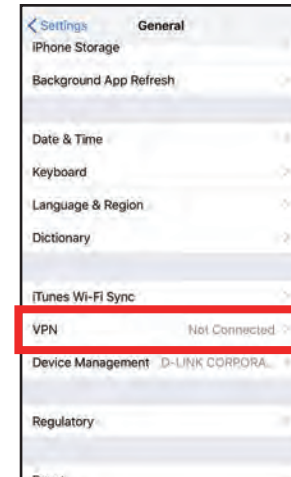 Settings General
iPhone Storage
Background App Refresh
Date & Time
Keyboard
Language & Region
Dictionary
iTunes Wi-Fi Sync
VPN Not Connected
Device Management D-LINK CORPORA...
Regulatory